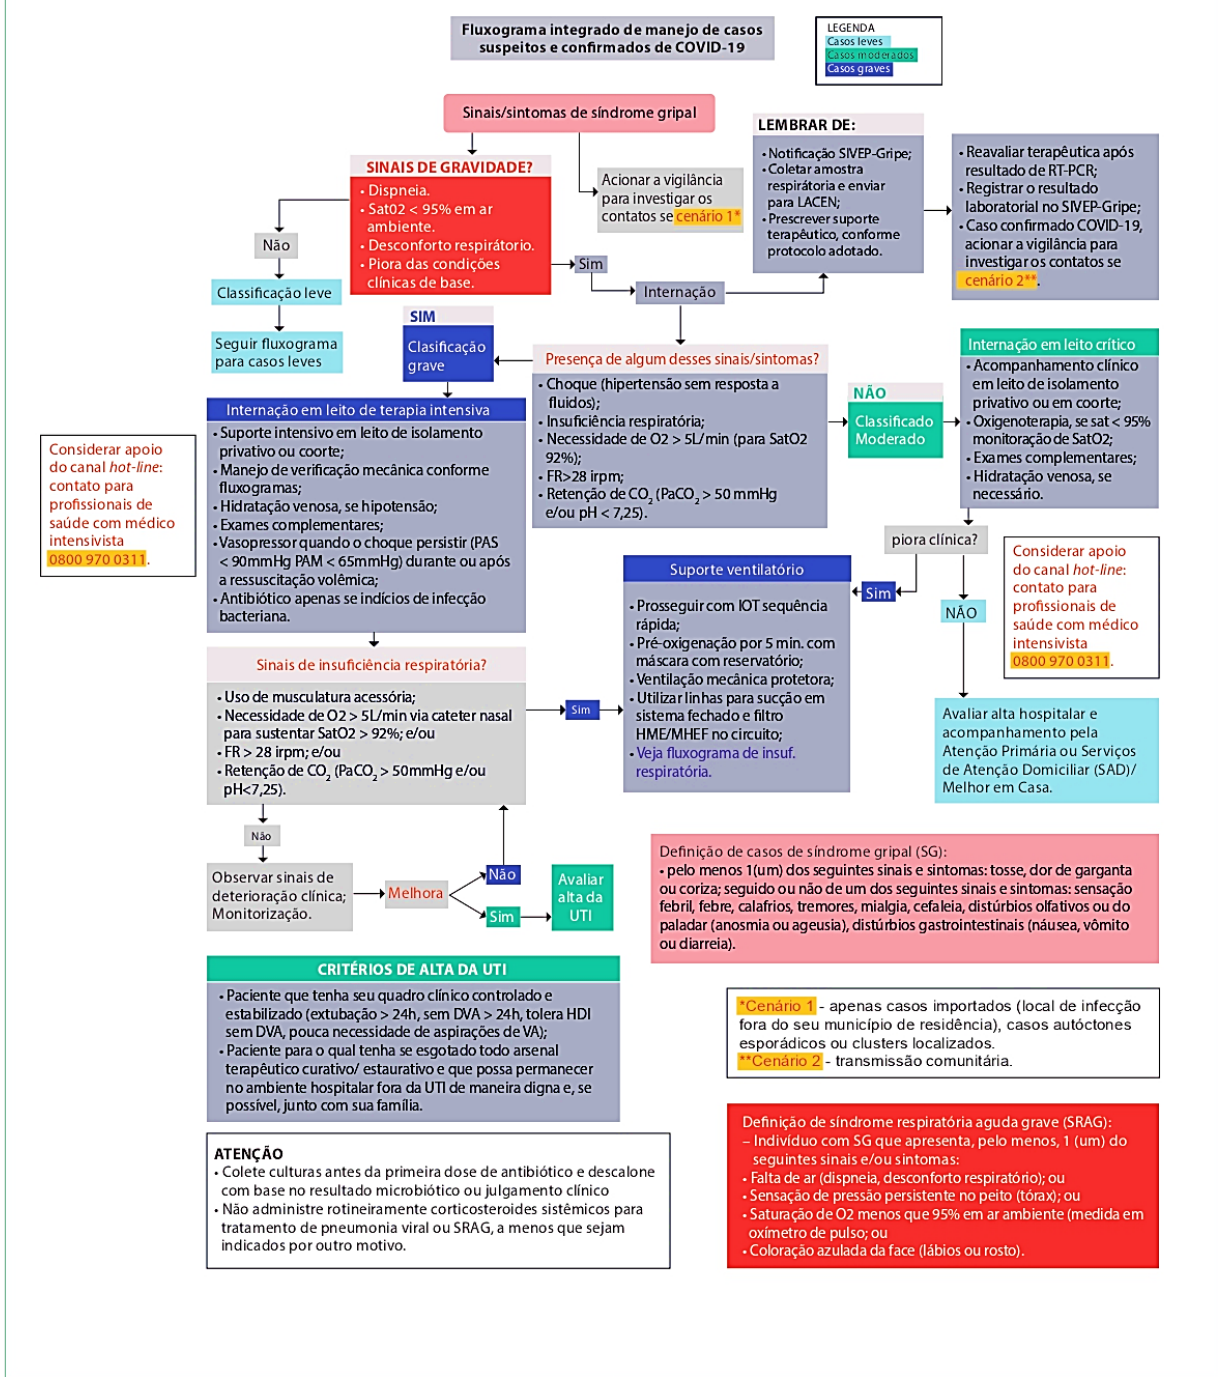 Fluxograma integrado de manejo de casos
suspeitos e confirmados de COVID-19
LEGENDA
Casos leves
Casos moderados
Casos graves
Sinais/sintomas de síndrome gripal
SINAIS DE GRAVIDADE?
• Dispneia.
• Sat02 < 95% em ar
ambiente.
• Desconforto respirátorio.
• Piora das condições
clínicas de base.
Acionar a vigilância
para investigar os
contatos se cenário 1*
LEMBRAR DE:
• Notificação SIVEP-Gripe;
• Coletar amostra
respirátoria e enviar
para LACEN;
• Prescrever suporte
terapêutico, conforme
protocolo adotado.
• Reavaliar terapêutica após
resultado de RT-PCR;
• Registrar o resultado
laboratorial no SIVEP-Gripe;
• Caso confirmado COVID-19,
acionar a vigilância para
investigar os contatos se
cenário 2**.
Não
Classificação leve
Seguir fluxograma
para casos leves
Sim
Internação
SIM
Clasificação
grave
Presença de algum desses sinais/sintomas?
• Choque (hipertensão sem resposta a
fluidos);
• Insuficiência respiratória;
• Necessidade de O2 > 5L/min (para SatO2
92%);
• FR>28 irpm;
• Retenção de CO2 (PaCO2 > 50 mmHg
e/ou pH < 7,25).
NÃO
Classificado
Moderado
Internação em leito crítico
• Acompanhamento clínico
em leito de isolamento
privativo ou em coorte;
• Oxigenoterapia, se sat < 95%
monitoração de SatO2;
• Exames complementares;
• Hidratação venosa, se
necessário.
Internação em leito de terapia intensiva
• Suporte intensivo em leito de isolamento
privativo ou coorte;
• Manejo de verificação mecânica conforme
fluxogramas;
• Hidratação venosa, se hipotensão;
• Exames complementares;
• Vasopressor quando o choque persistir (PAS
< 90mmHg PAM < 65mmHg) durante ou após
a ressuscitação volêmica;
• Antibiótico apenas se indícios de infecção
bacteriana.
Considerar apoio
do canal hot-line:
contato para
profissionais de
saúde com médico
intensivista
0800 970 0311.
piora clínica?
Sim
NÃO
Considerar apoio
do canal hot-line:
contato para
profissionais de
saúde com médico
intensivista
0800 970 0311.
Suporte ventilatório
• Prosseguir com IOT sequência
rápida;
• Pré-oxigenação por 5 min. com
máscara com reservatório;
• Ventilação mecânica protetora;
• Utilizar linhas para sucção em
sistema fechado e filtro
HME/MHEF no circuito;
• Veja fluxograma de insuf.
respiratória.
Avaliar alta hospitalar e
acompanhamento pela
Atenção Primária ou Serviços
de Atenção Domiciliar (SAD)/
Melhor em Casa.
Sinais de insuficiência respiratória?
• Uso de musculatura acessória;
• Necessidade de O2 > 5L/min via cateter nasal
para sustentar SatO2 > 92%; e/ou
• FR > 28 irpm; e/ou
• Retenção de CO2 (PaCO2 > 50mmHg e/ou
pH<7,25).
Sim
Não
Observar sinais de
deterioração clínica;
Monitorização.
Melhora
Não
Sim
Avaliar
alta da
UTI
Definição de casos de síndrome gripal (SG):
• pelo menos 1(um) dos seguintes sinais e sintomas: tosse, dor de garganta
ou coriza; seguido ou não de um dos seguintes sinais e sintomas: sensação
febril, febre, calafrios, tremores, mialgia, cefaleia, distúrbios olfativos ou do
paladar (anosmia ou ageusia), distúrbios gastrointestinais (náusea, vômito
ou diarreia).
CRITÉRIOS DE ALTA DA UTI
• Paciente que tenha seu quadro clínico controlado e
estabilizado (extubação > 24h, sem DVA > 24h, tolera HDI
sem DVA, pouca necessidade de aspirações de VA);
• Paciente para o qual tenha se esgotado todo arsenal
terapêutico curativo/ estaurativo e que possa permanecer
no ambiente hospitalar fora da UTI de maneira digna e, se
possível, junto com sua família.
*Cenário 1 - apenas casos importados (local de infecção
fora do seu município de residência), casos autóctones
esporádicos ou clusters localizados.
**Cenário 2 - transmissão comunitária.
ATENÇÃO
• Colete culturas antes da primeira dose de antibiótico e descalone
com base no resultado microbiótico ou julgamento clínico
• Não administre rotineiramente corticosteroides sistêmicos para
tratamento de pneumonia viral ou SRAG, a menos que sejam
indicados por outro motivo.
Definição de síndrome respiratória aguda grave (SRAG):
– Indivíduo com SG que apresenta, pelo menos, 1 (um) do
seguintes sinais e/ou sintomas:
• Falta de ar (dispneia, desconforto respiratório); ou
• Sensação de pressão persistente no peito (tórax); ou
• Saturação de O2 menos que 95% em ar ambiente (medida em
oxímetro de pulso; ou
• Coloração azulada da face (lábios ou rosto).